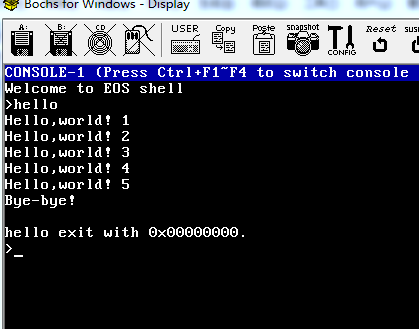 Bochs for Windows - Display
A:
B:
CD
USER
Copy
Paste
snapshot
CONFIG
Reset
CONSOLE-1 (Press Ctrl+F1~F4 to switch console
Welcome to EOS shell
>hello
Hello,world! 1
Hello,world! 2
Hello,world! 3
Hello,world! 4
Hello,world! 5
Bye-bye!
hello exit with 0x00000000.
>_